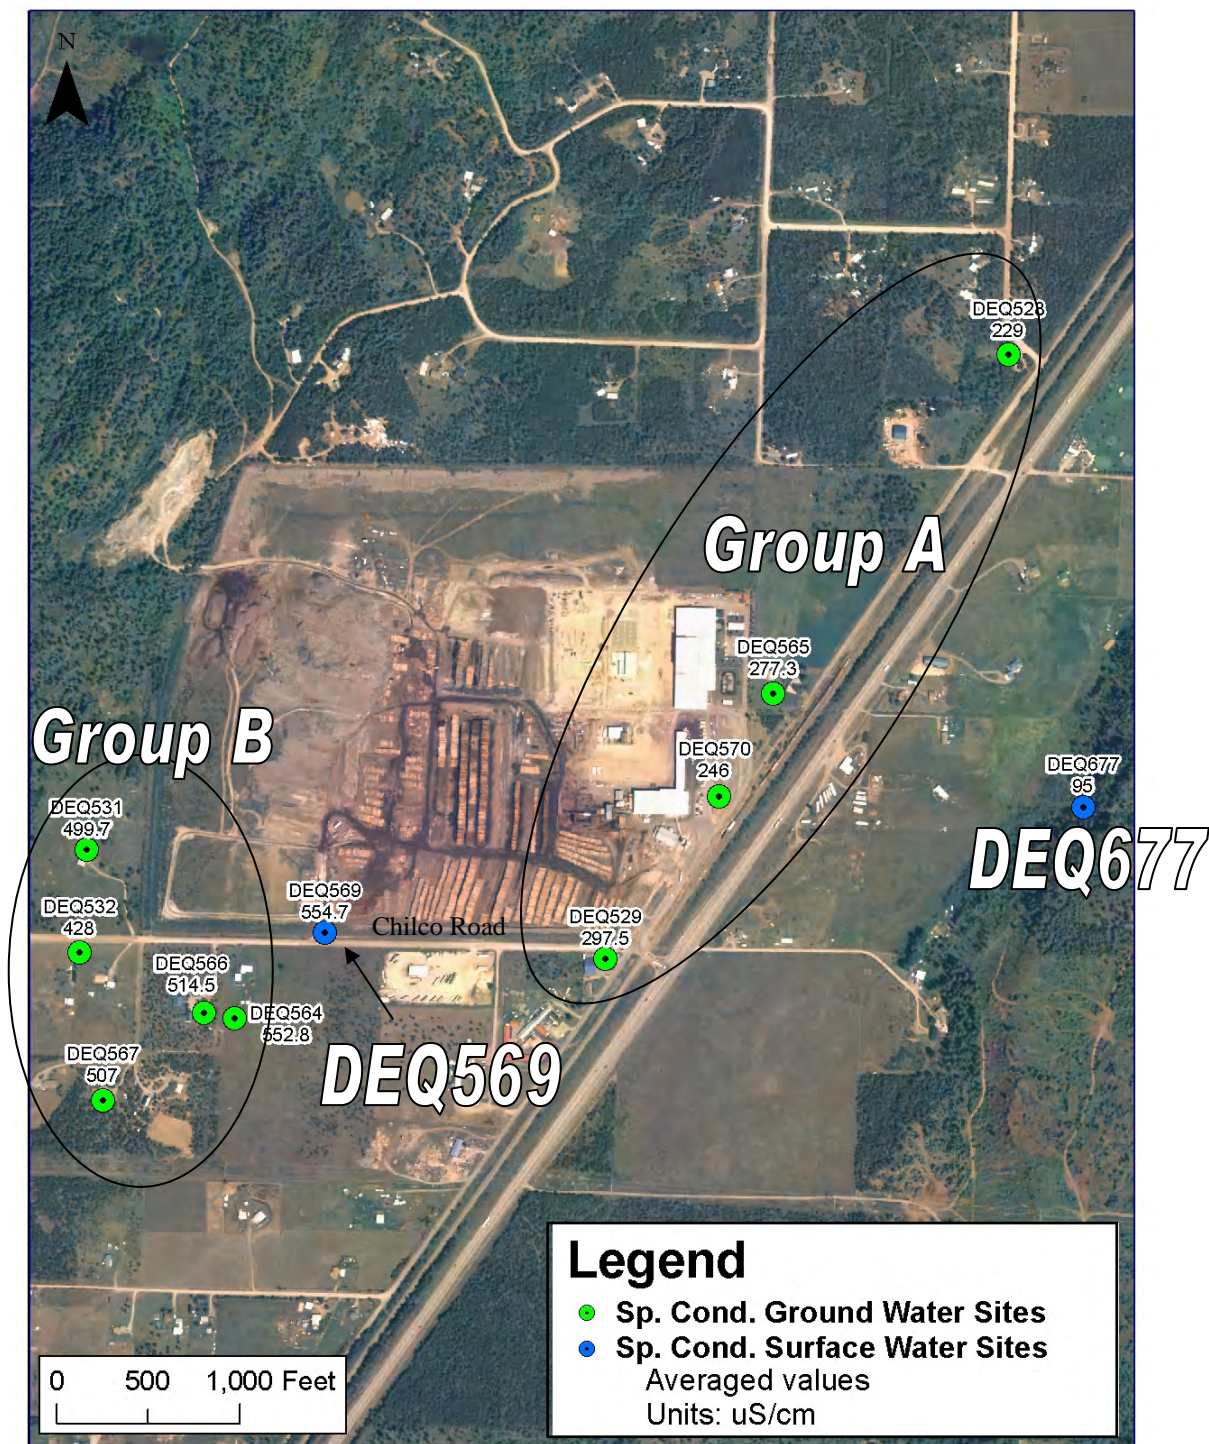 N
DEQ528
229
Group A
DEQ565
277.3
Group B
DEQ570
246
DEQ677
95
DEQ531
499.7
DEQ677
DEQ569
554.7
DEQ532
428
Chilco Road
DEQ529
297.5
DEQ566
514.5
DEQ564
552.8
DEQ567
507
DEQ569
Legend
Sp. Cond. Ground Water Sites
Sp. Cond. Surface Water Sites
Averaged values
Units: uS/cm
0 500 1,000 Feet